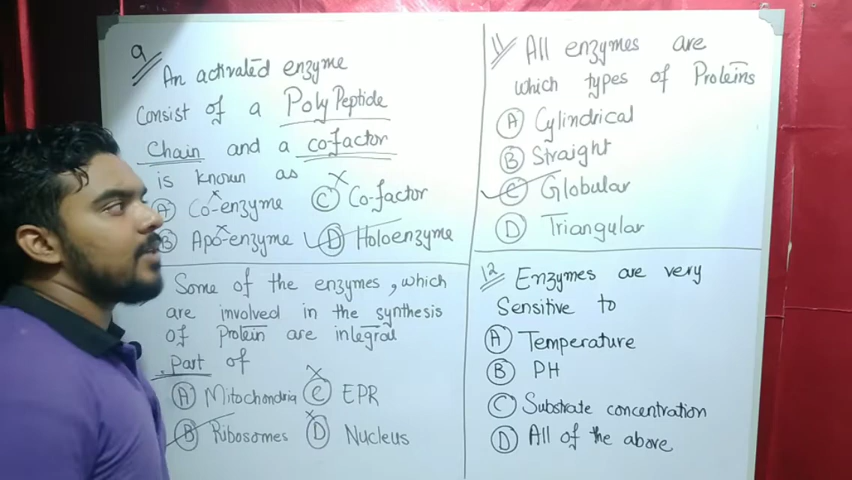 9
An activated enzyme
consist of a PolyPeptide
Chain and a co-factor
is known as
A Co-enzyme C Co-factor
B Apo-enzyme D Holoenzyme
Some of the enzymes, which
are involved in the synthesis
of Protein are integral
Part of
A Mitochondria C EPR
B Ribosomes D Nucleus
11 All enzymes are
which types of Proteins
A Cylindrical
B Straight
C Globular
D Triangular
12 Enzymes are very
Sensitive to
A Temperature
B PH
C Substrate concentration
D All of the above